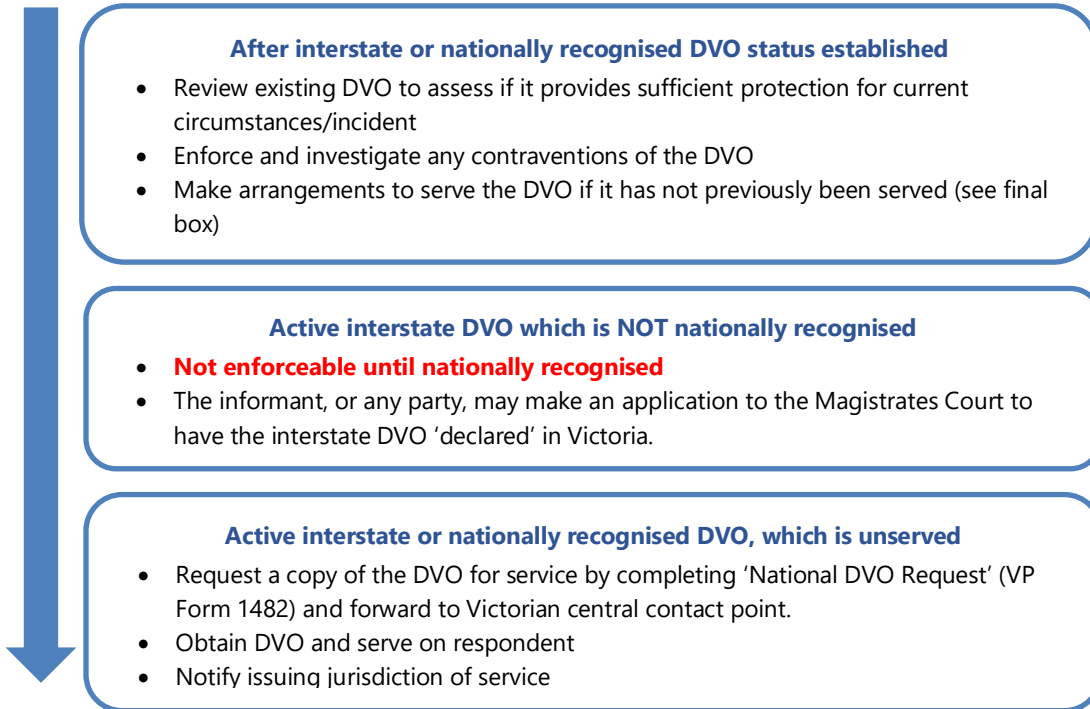 After interstate or nationally recognised DVO status established
• Review existing DVO to assess if it provides sufficient protection for current
circumstances/incident
• Enforce and investigate any contraventions of the DVO
• Make arrangements to serve the DVO if it has not previously been served (see final
box)
Active interstate DVO which is NOT nationally recognised
• Not enforceable until nationally recognised
• The informant, or any party, may make an application to the Magistrates Court to
have the interstate DVO ‘declared’ in Victoria.
Active interstate or nationally recognised DVO, which is unserved
• Request a copy of the DVO for service by completing ‘National DVO Request’ (VP
Form 1482) and forward to Victorian central contact point.
• Obtain DVO and serve on respondent
• Notify issuing jurisdiction of service